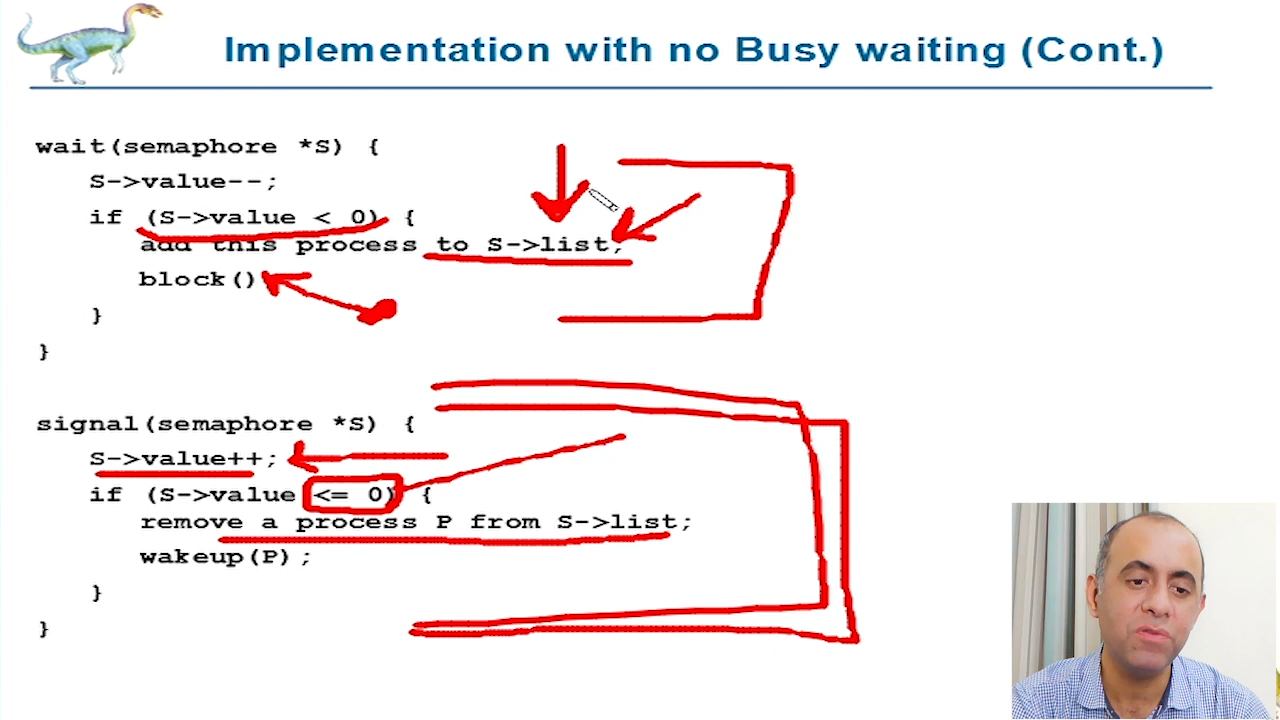 Implementation with no Busy waiting (Cont.)
wait(semaphore *S) {
S->value--;
if (S->value < 0) {
add this process to S->list;
block()
}
}
signal(semaphore *S) {
S->value++;
if (S->value <= 0) {
remove a process P from S->list;
wakeup(P);
}
}